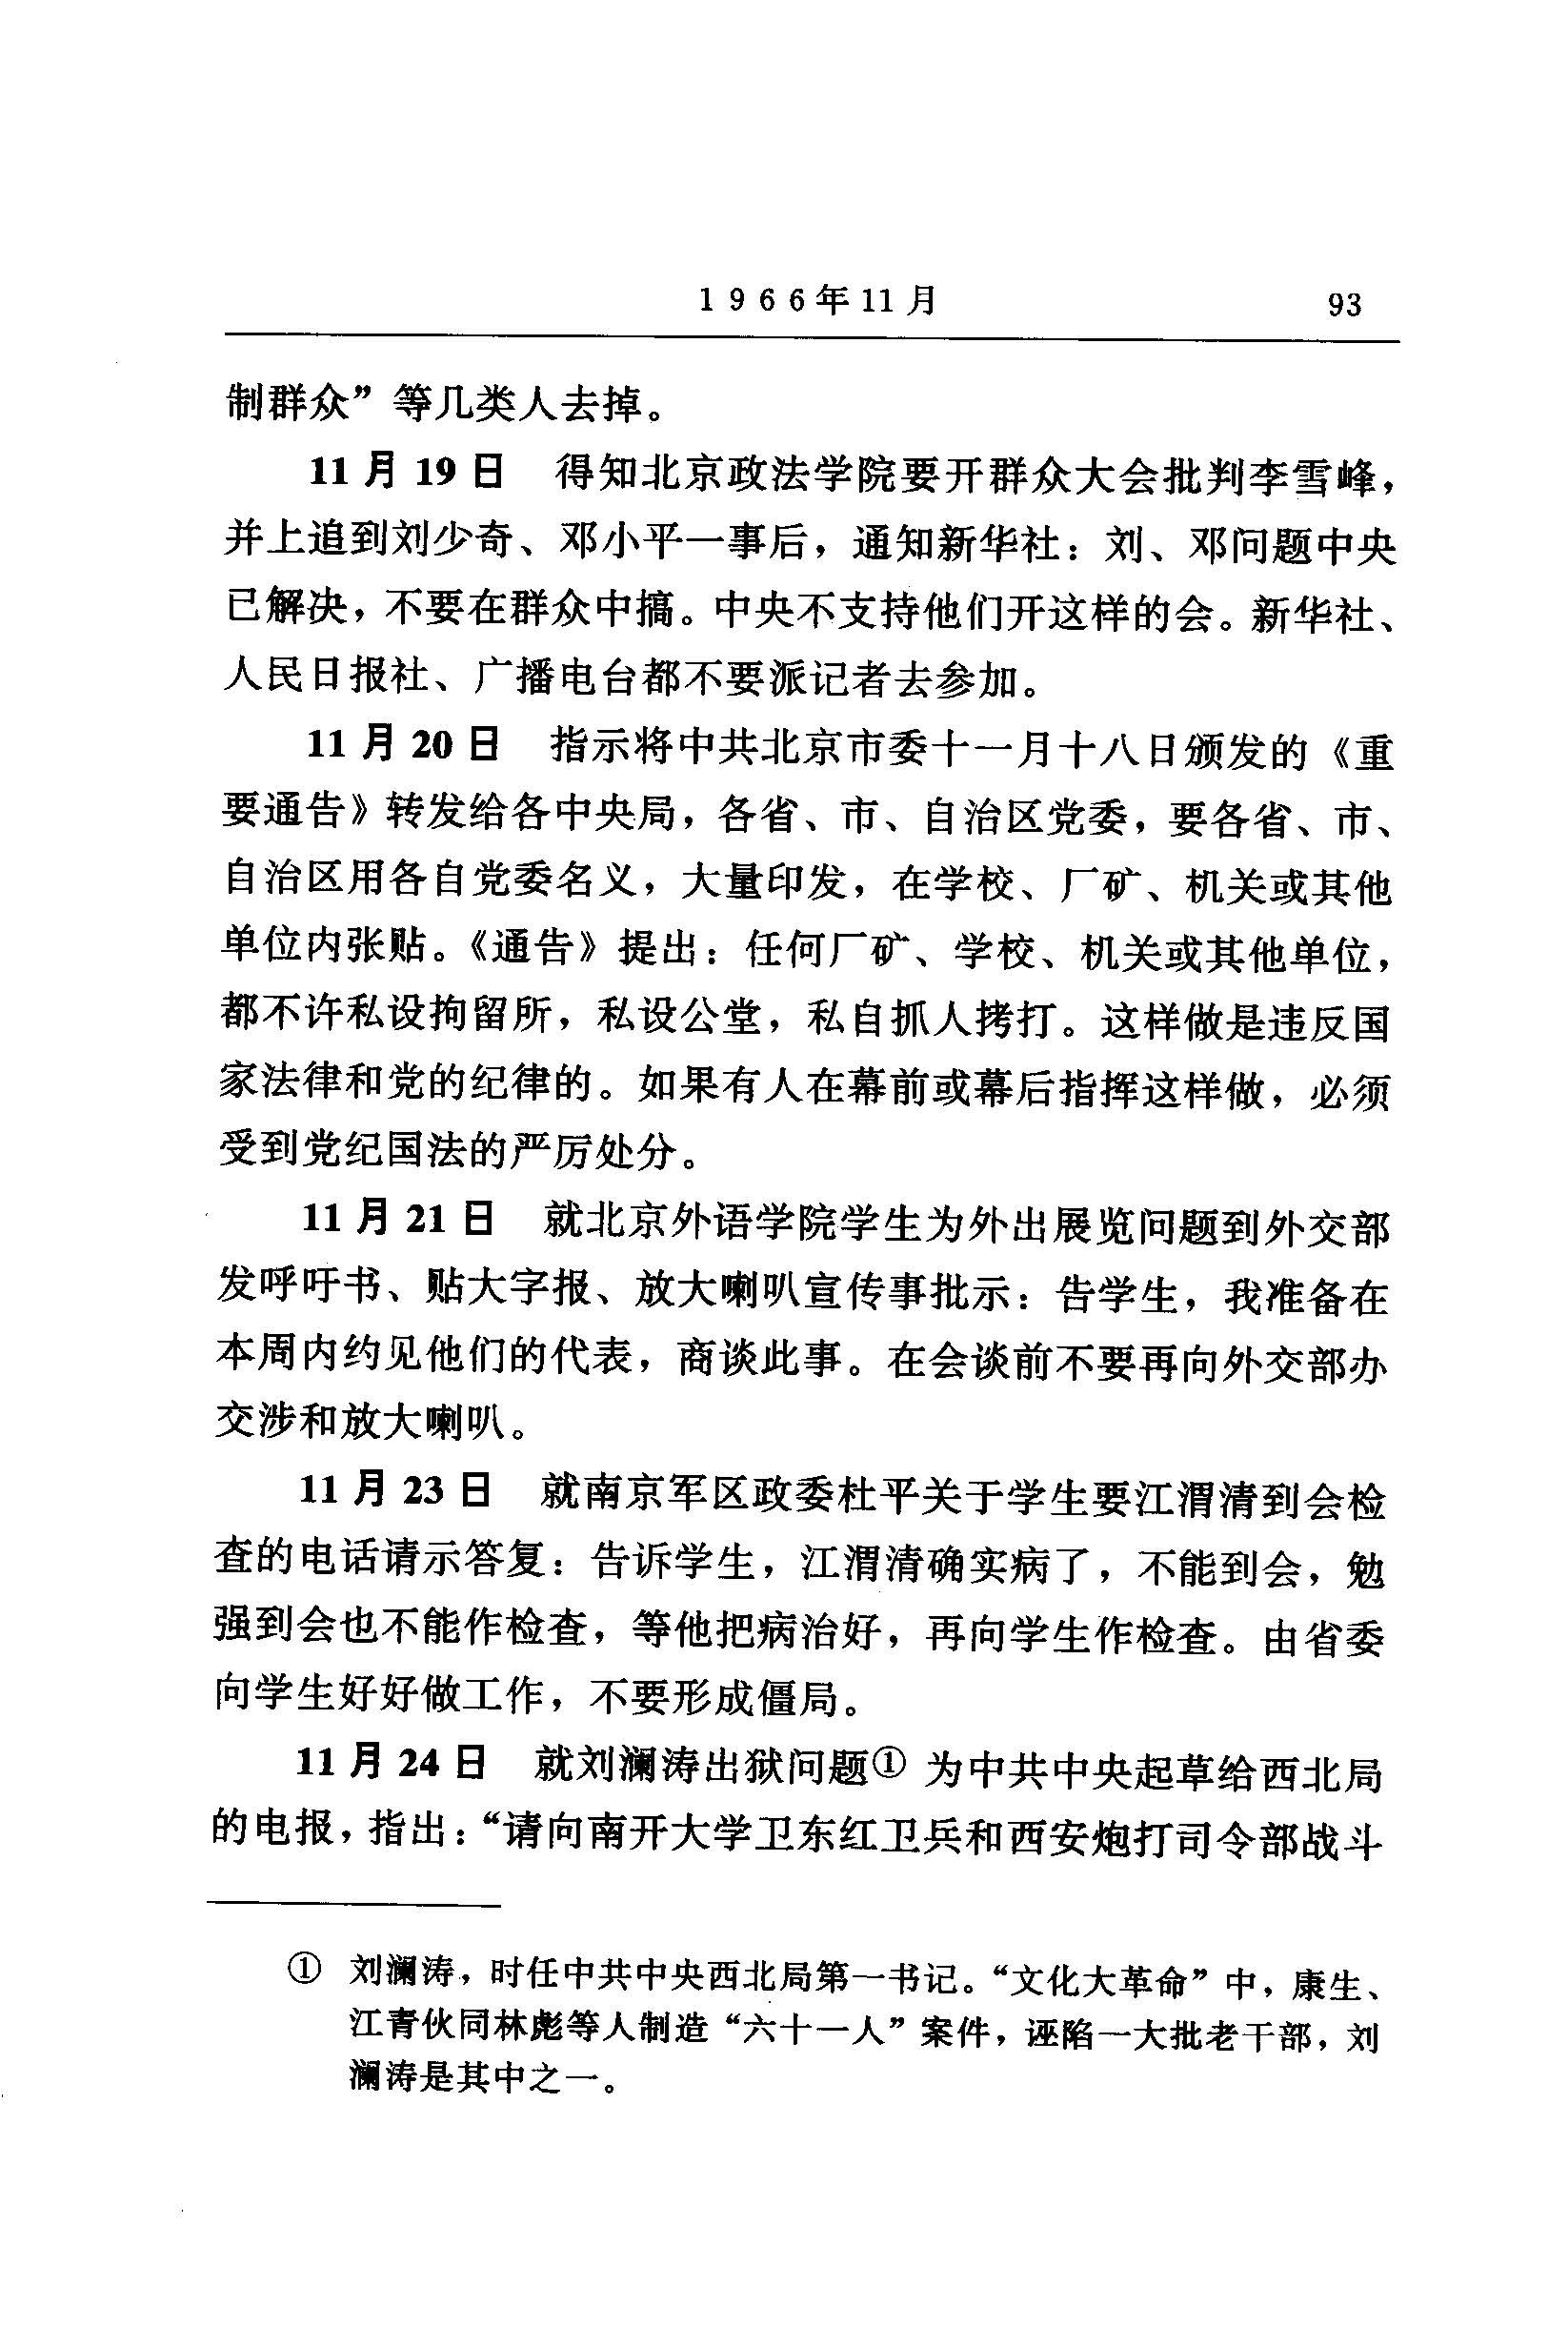 1966年11月 93
制群众”等几类人去掉。
11月19日 得知北京政法学院要开群众大会批判李雪峰，
并上追到刘少奇、邓小平一事后，通知新华社：刘、邓问题中央
已解决，不要在群众中搞。中央不支持他们开这样的会。新华社、
人民日报社、广播电台都不要派记者去参加。
11月20日 指示将中共北京市委十一月十八日颁发的《重
要通告》转发给各中央局，各省、市、自治区党委，要各省、市、
自治区用各自党委名义，大量印发，在学校、厂矿、机关或其他
单位内张贴。《通告》提出：任何厂矿、学校、机关或其他单位，
都不许私设拘留所，私设公堂，私自抓人拷打。这样做是违反国
家法律和党的纪律的。如果有人在幕前或幕后指挥这样做，必须
受到党纪国法的严厉处分。
11月21日 就北京外语学院学生为外出展览问题到外交部
发呼吁书、贴大字报、放大喇叭宣传事批示：告学生，我准备在
本周内约见他们的代表，商谈此事。在会谈前不要再向外交部办
交涉和放大喇叭。
11月23日 就南京军区政委杜平关于学生要江渭清到会检
查的电话请示答复：告诉学生，江渭清确实病了，不能到会，勉
强到会也不能作检查，等他把病治好，再向学生作检查。由省委
向学生好好做工作，不要形成僵局。
11月24日 就刘澜涛出狱问题① 为中共中央起草给西北局
的电报，指出：“请向南开大学卫东红卫兵和西安炮打司令部战斗
① 刘澜涛，时任中共中央西北局第一书记。“文化大革命”中，康生、
江青伙同林彪等人制造“六十一人”案件，诬陷一大批老干部，刘
澜涛是其中之一。